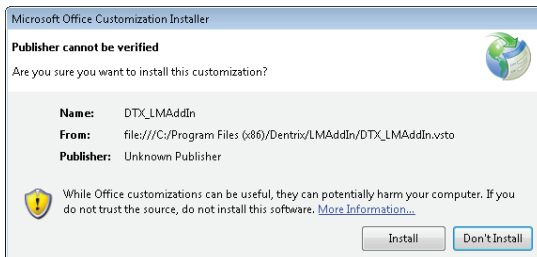 Microsoft Office Customization Installer
Publisher cannot be verified
Are you sure you want to install this customization?
Name: DTX_LMAddIn
From: file:///C:/Program Files (x86)/Dentrix/LMAddIn/DTX_LMAddIn.vsto
Publisher: Unknown Publisher
While Office customizations can be useful, they can potentially harm your computer. If you
do not trust the source, do not install this software. More Information...
Install Don't Install